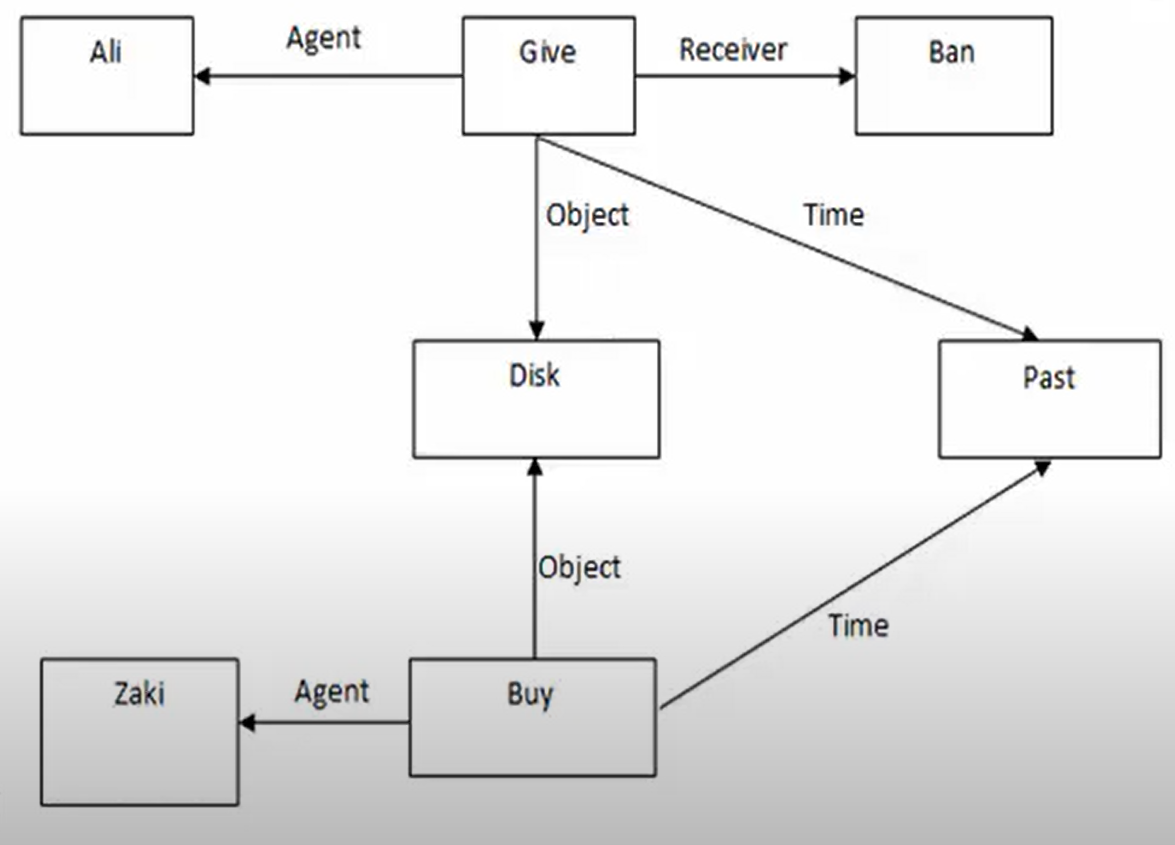 Ali
Agent
Give
Receiver
Ban
Object
Time
Disk
Past
Object
Time
Zaki
Agent
Buy